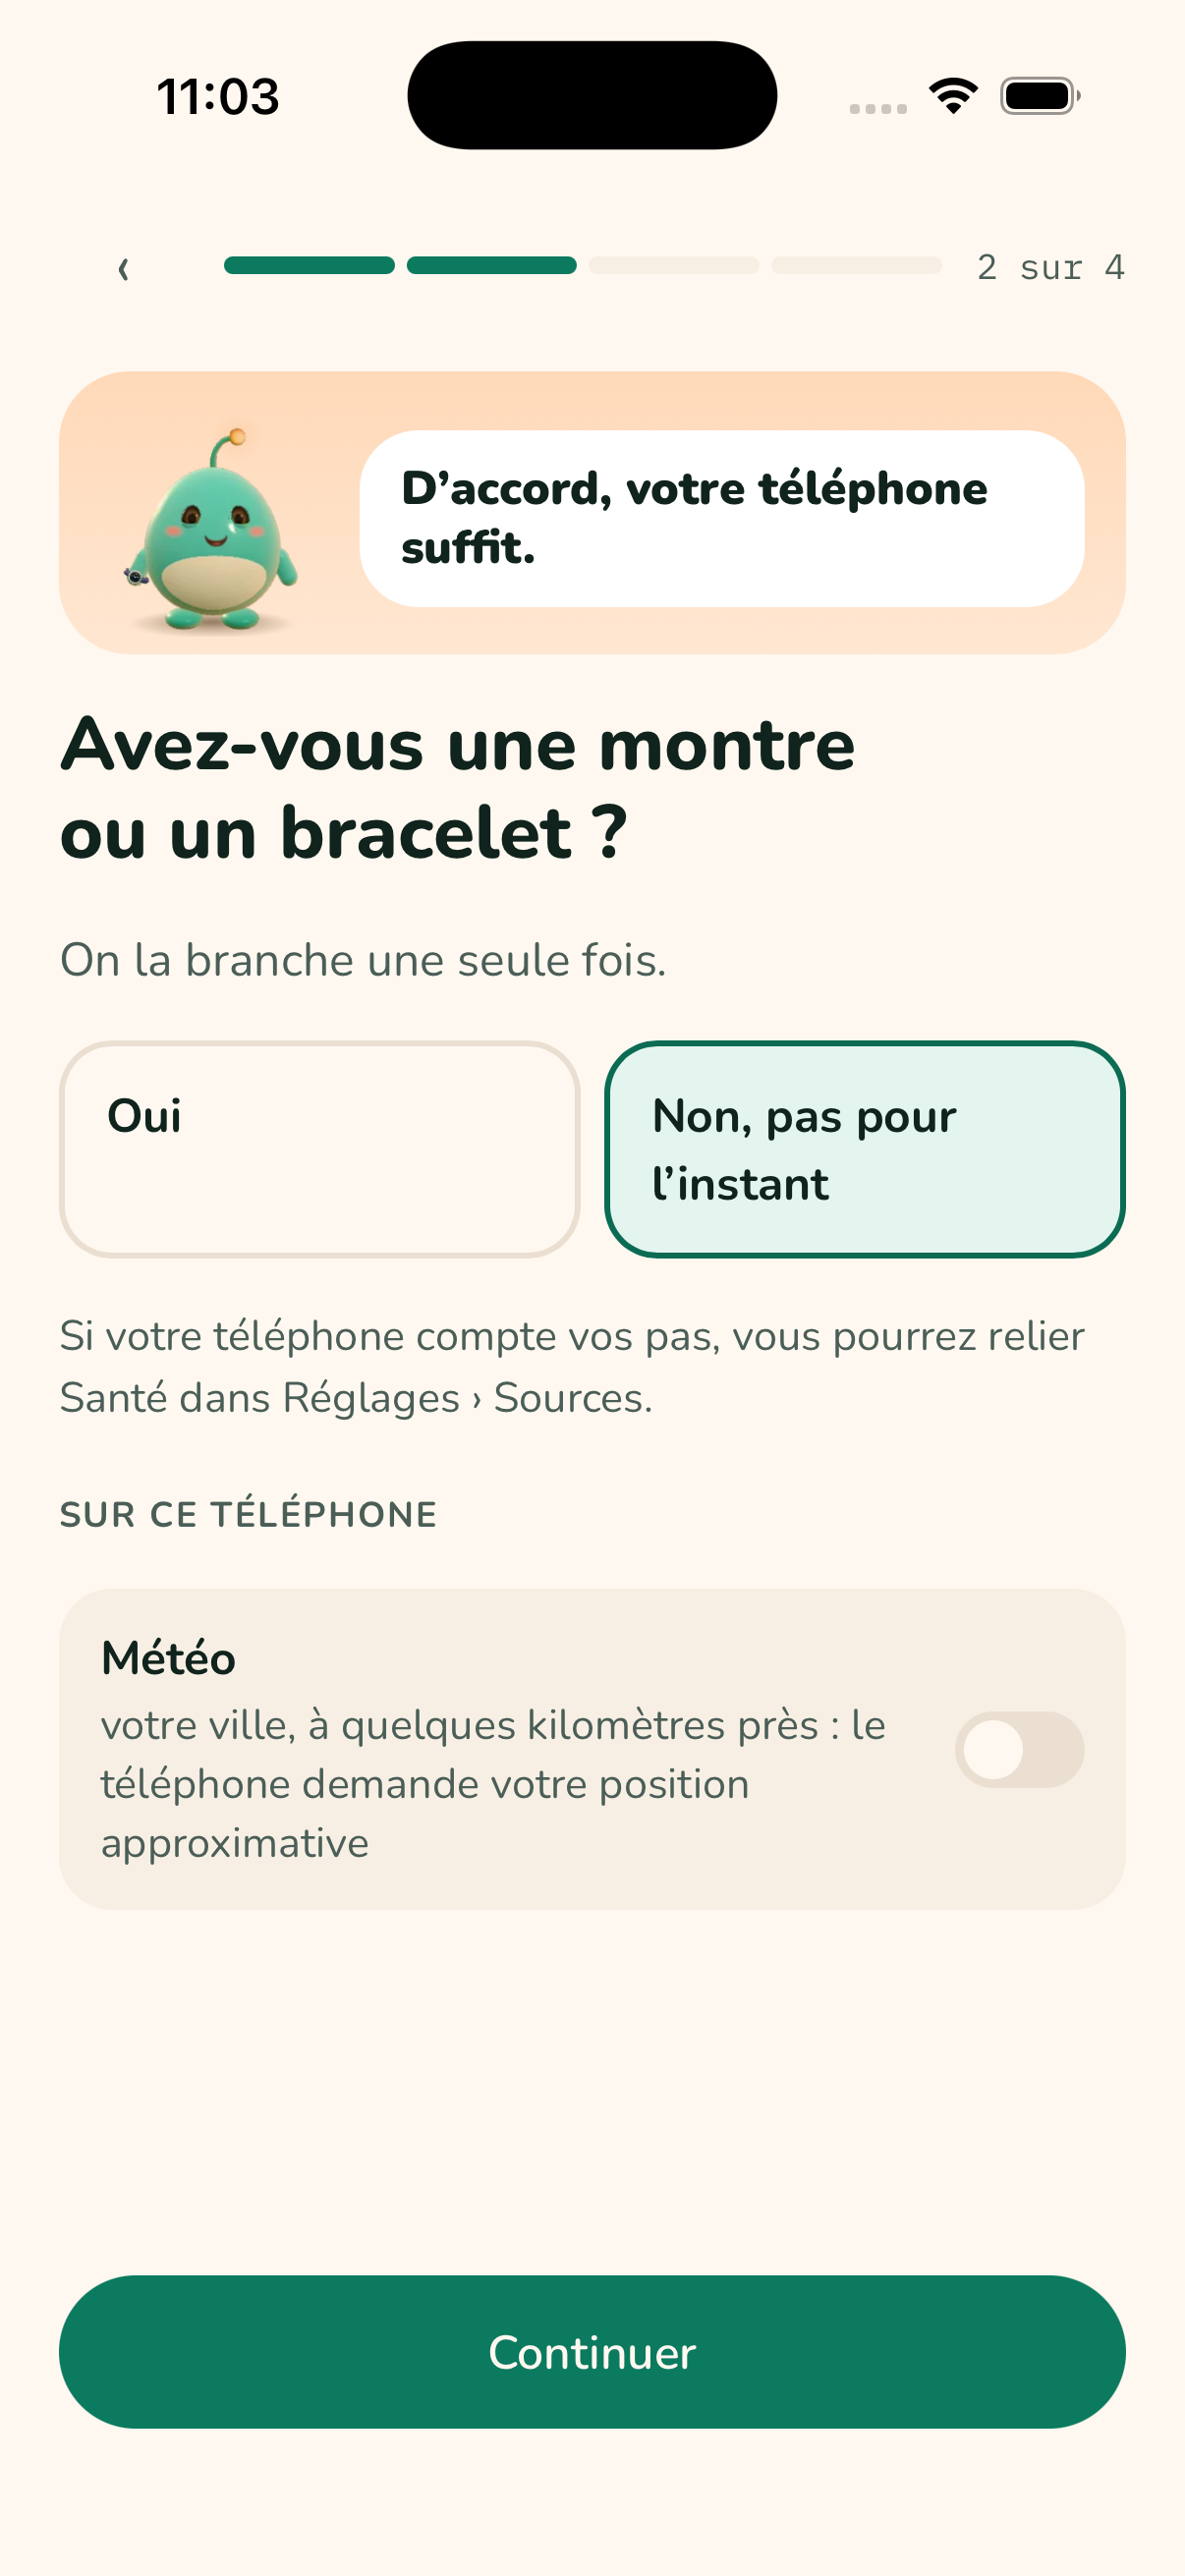 11:03
2 sur 4
D’accord, votre téléphone
suffit.
Avez-vous une montre
ou un bracelet ?
On la branche une seule fois.
Oui
Non, pas pour
l’instant
Si votre téléphone compte vos pas, vous pourrez relier
Santé dans Réglages › Sources.
SUR CE TÉLÉPHONE
Météo
votre ville, à quelques kilomètres près : le
téléphone demande votre position
approximative
Continuer